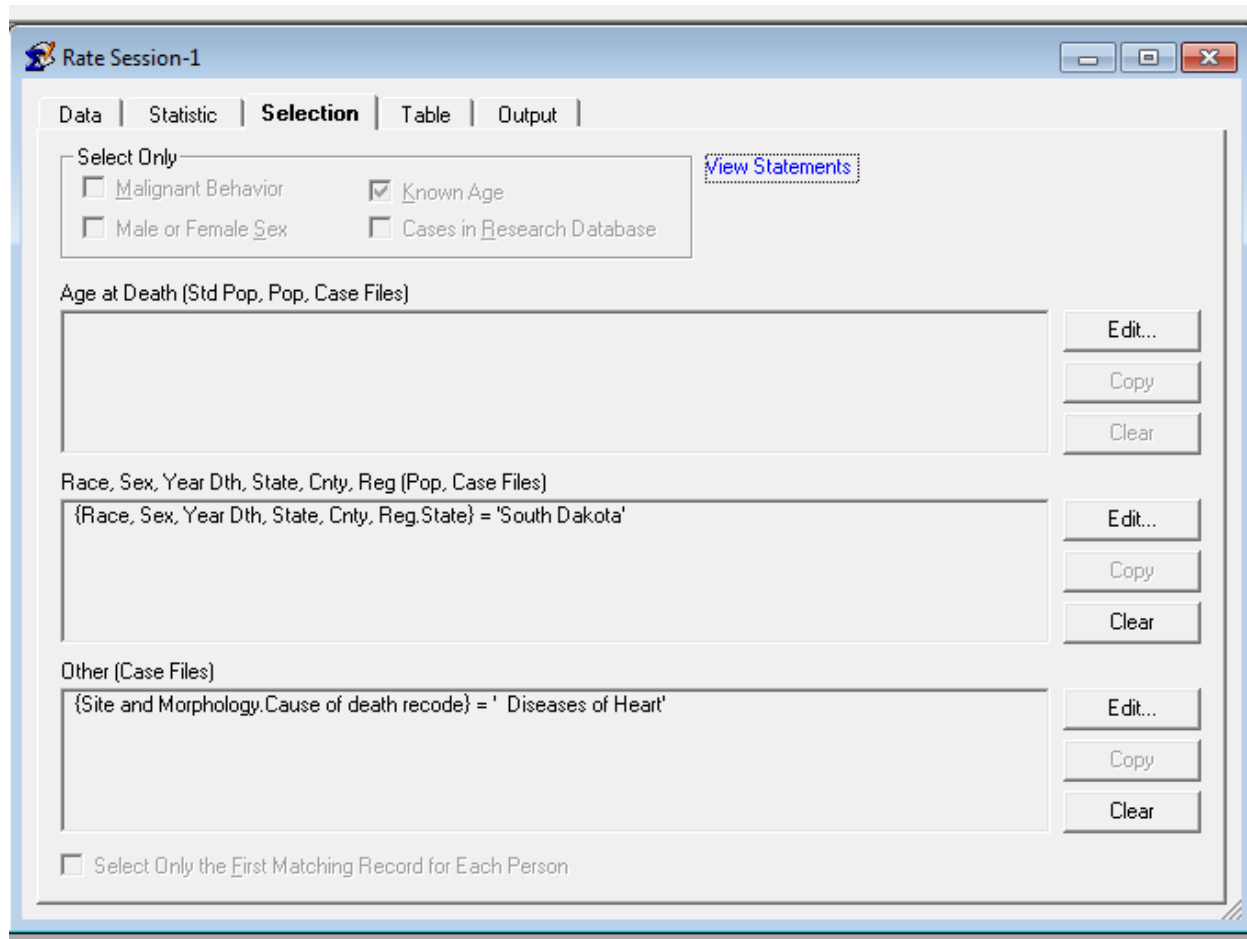 Rate Session-1
Data Statistic Selection Table Output
Select Only
View Statements
Malignant Behavior Known Age
Male or Female Sex Cases in Research Database
Age at Death (Std Pop, Pop, Case Files)
Edit...
Copy
Clear
Race, Sex, Year Dth, State, Cnty, Reg (Pop, Case Files)
{Race, Sex, Year Dth, State, Cnty, Reg.State} = 'South Dakota'
Edit...
Copy
Clear
Other (Case Files)
{Site and Morphology.Cause of death recode} = '  Diseases of Heart'
Edit...
Copy
Clear
Select Only the First Matching Record for Each Person